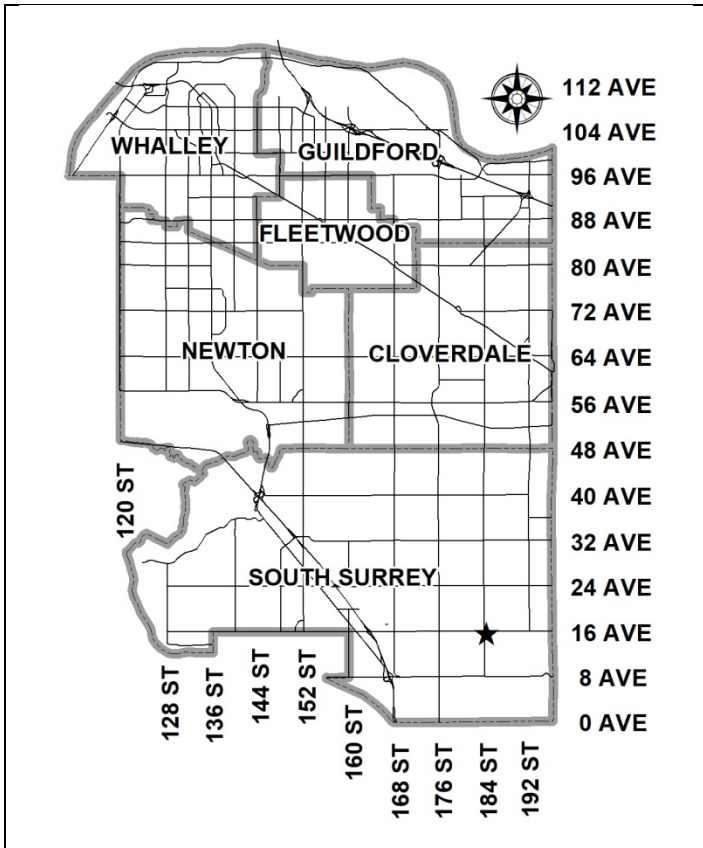 112 AVE
104 AVE
WHALLEY
GUILDFORD
96 AVE
88 AVE
FLEETWOOD
80 AVE
72 AVE
NEWTON
CLOVERDALE
64 AVE
56 AVE
48 AVE
120 ST
40 AVE
32 AVE
SOUTH SURREY
24 AVE
16 AVE
8 AVE
128 ST
136 ST
144 ST
152 ST
160 ST
0 AVE
168 ST
176 ST
184 ST
192 ST